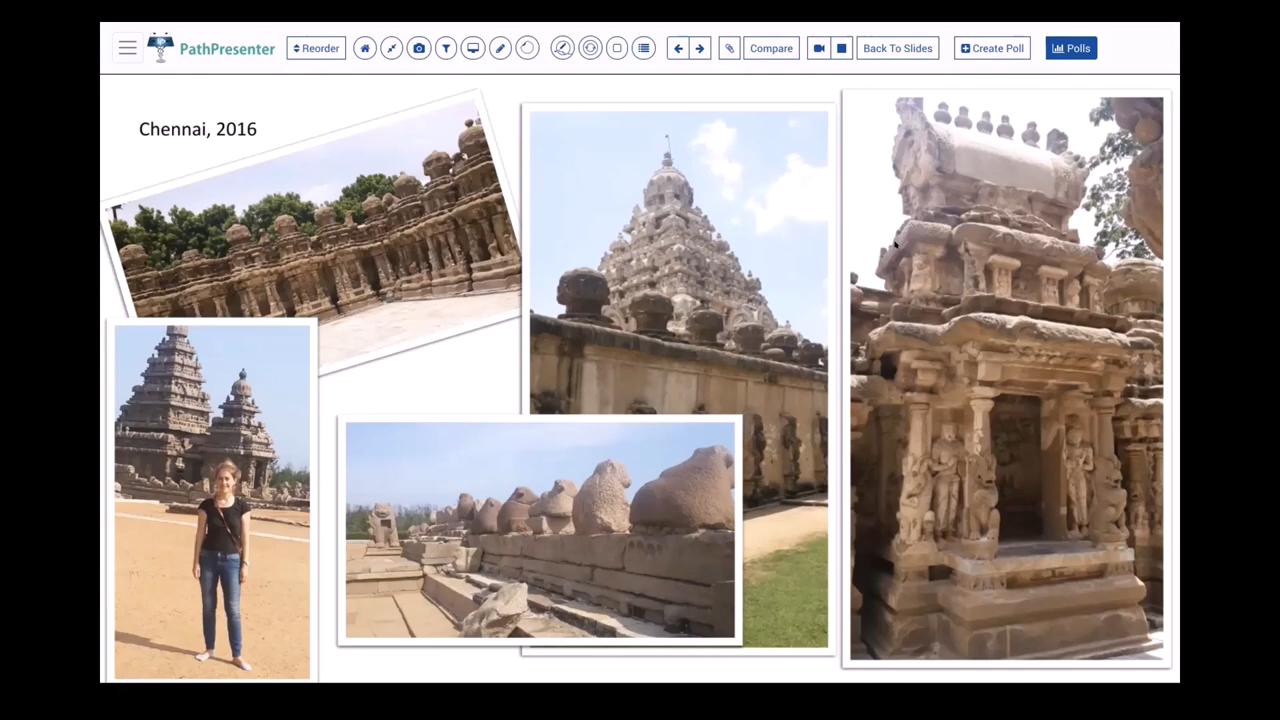 PathPresenter
Reorder
Compare
Back To Slides
Create Poll
Polls
Chennai, 2016